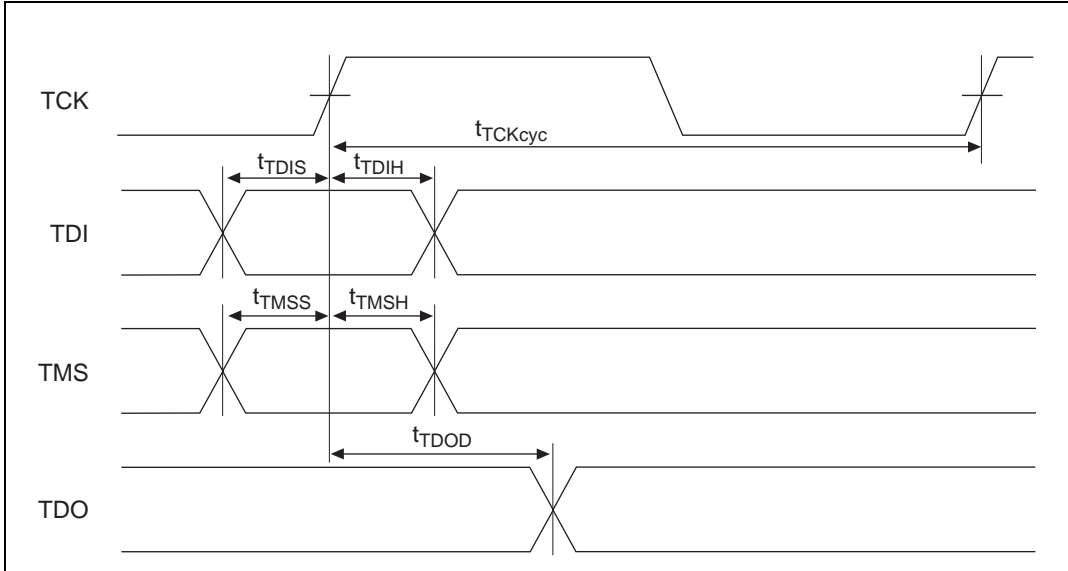 TCK
tTCKcyc
tTDIS tTDIH
TDI
tTMSS tTMSH
TMS
tTDOD
TDO